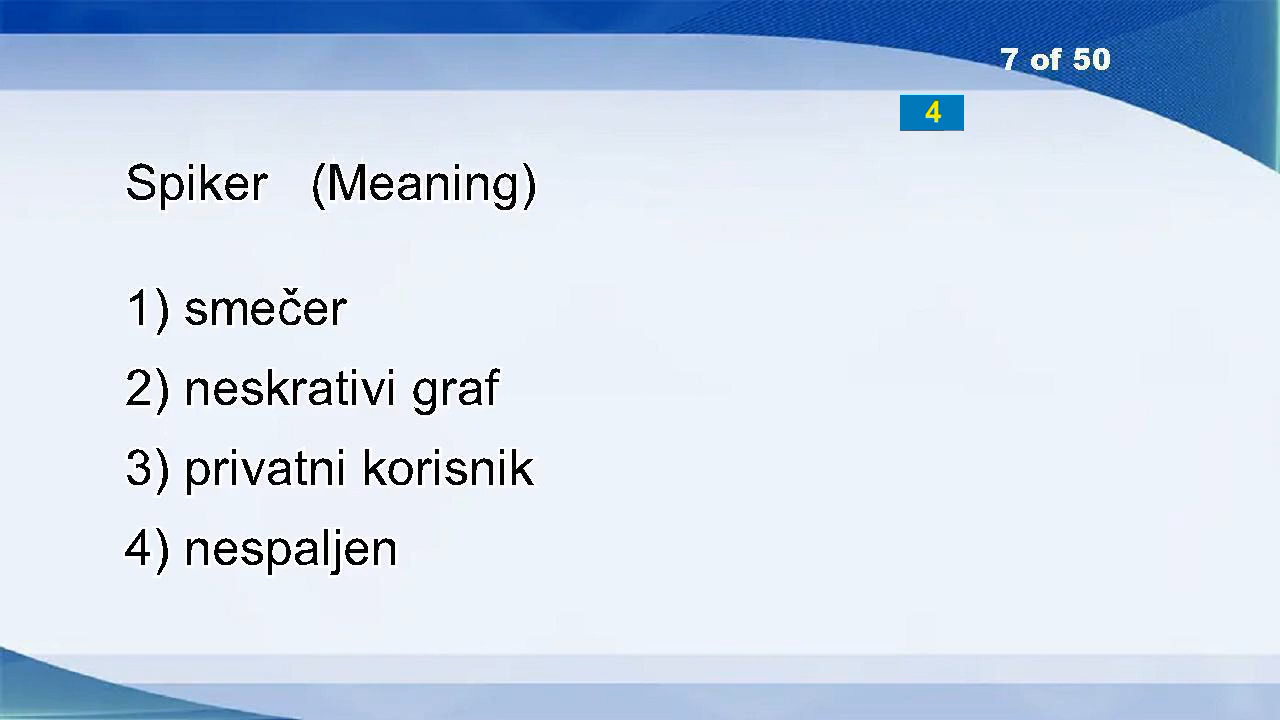 7 of 50
4
Spiker (Meaning)
1) smečer
2) neskrativi graf
3) privatni korisnik
4) nespaljen